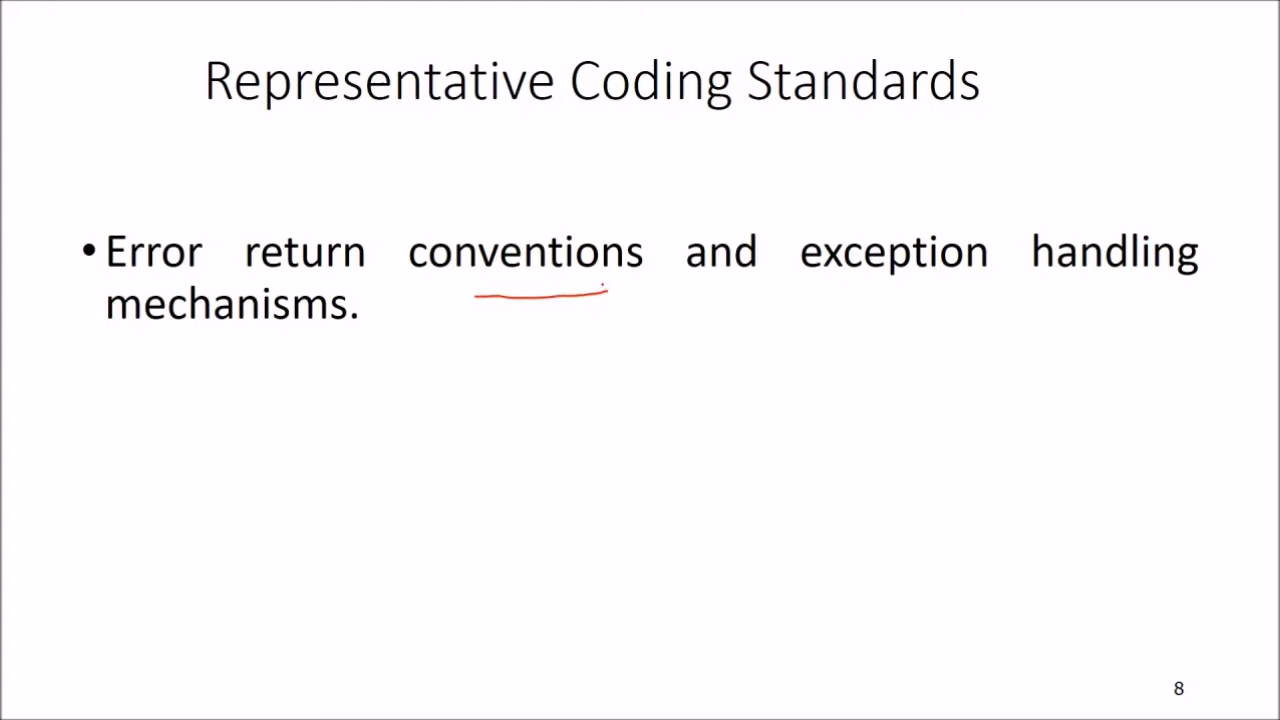 Representative Coding Standards
• Error return conventions and exception handling
mechanisms.
8